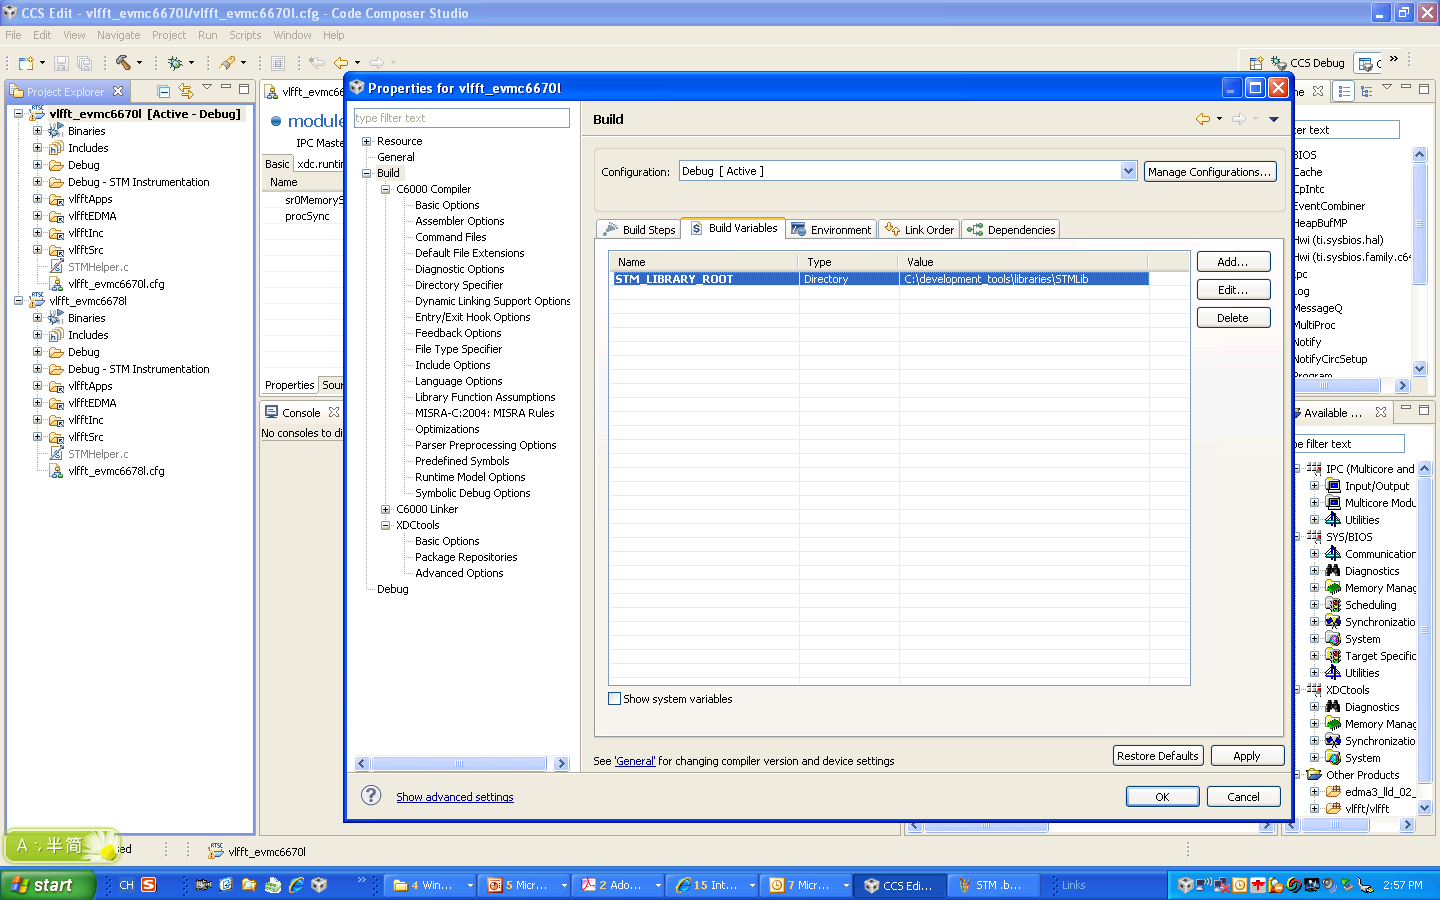 CCS Edit - vlfft_evmc6670l/vlfft_evmc6670l.cfg - Code Composer Studio
File Edit View Navigate Project Run Scripts Window Help
CCS Debug
Project Explorer
vlfft_evmc6670l [Active - Debug]
Binaries
Includes
Debug
Debug - STM Instrumentation
vlfftApps
vlfftEDMA
vlfftInc
vlfftSrc
STMHelper.c
vlfft_evmc6670l.cfg
vlfft_evmc6678l
Binaries
Includes
Debug
Debug - STM Instrumentation
vlfftApps
vlfftEDMA
vlfftInc
vlfftSrc
STMHelper.c
vlfft_evmc6678l.cfg
vlfft_evmc66
module
IPC Maste
Basic xdc.runtin
Name
sr0MemoryS
procSync
Properties Sour
Console
No consoles to di
Properties for vlfft_evmc6670l
type filter text
Resource
General
Build
C6000 Compiler
Basic Options
Assembler Options
Command Files
Default File Extensions
Diagnostic Options
Directory Specifier
Dynamic Linking Support Options
Entry/Exit Hook Options
Feedback Options
File Type Specifier
Include Options
Language Options
Library Function Assumptions
MISRA-C:2004: MISRA Rules
Optimizations
Parser Preprocessing Options
Predefined Symbols
Runtime Model Options
Symbolic Debug Options
C6000 Linker
XDCtools
Basic Options
Package Repositories
Advanced Options
Debug
Build
Configuration: Debug [ Active ] Manage Configurations...
Build Steps Build Variables Environment Link Order Dependencies
Name Type Value
STM_LIBRARY_ROOT Directory C:\development_tools\libraries\STMLib
Add...
Edit...
Delete
Show system variables
Restore Defaults Apply
See 'General' for changing compiler version and device settings
Show advanced settings
OK Cancel
ne
ter text
BIOS
Cache
CpIntc
EventCombiner
HeapBufMP
Hwi (ti.sysbios.hal)
Hwi (ti.sysbios.family.c64
Ipc
Log
MessageQ
MultiProc
Notify
NotifyCircSetup
Program
Available ...
pe filter text
IPC (Multicore and
Input/Output
Multicore Modu
Utilities
SYS/BIOS
Communication
Diagnostics
Memory Manag
Scheduling
Synchronizatio
System
Target Specific
Utilities
XDCtools
Diagnostics
Memory Manag
Synchronizatio
System
Other Products
edma3_lld_02_
vlfft/vlfft
A 半简
sed
vlfft_evmc6670l
start CH 4 Win... 5 Micr... 2 Ado... 15 Int... 7 Micr... CCS Edi... STM .b... Links 2:57 PM